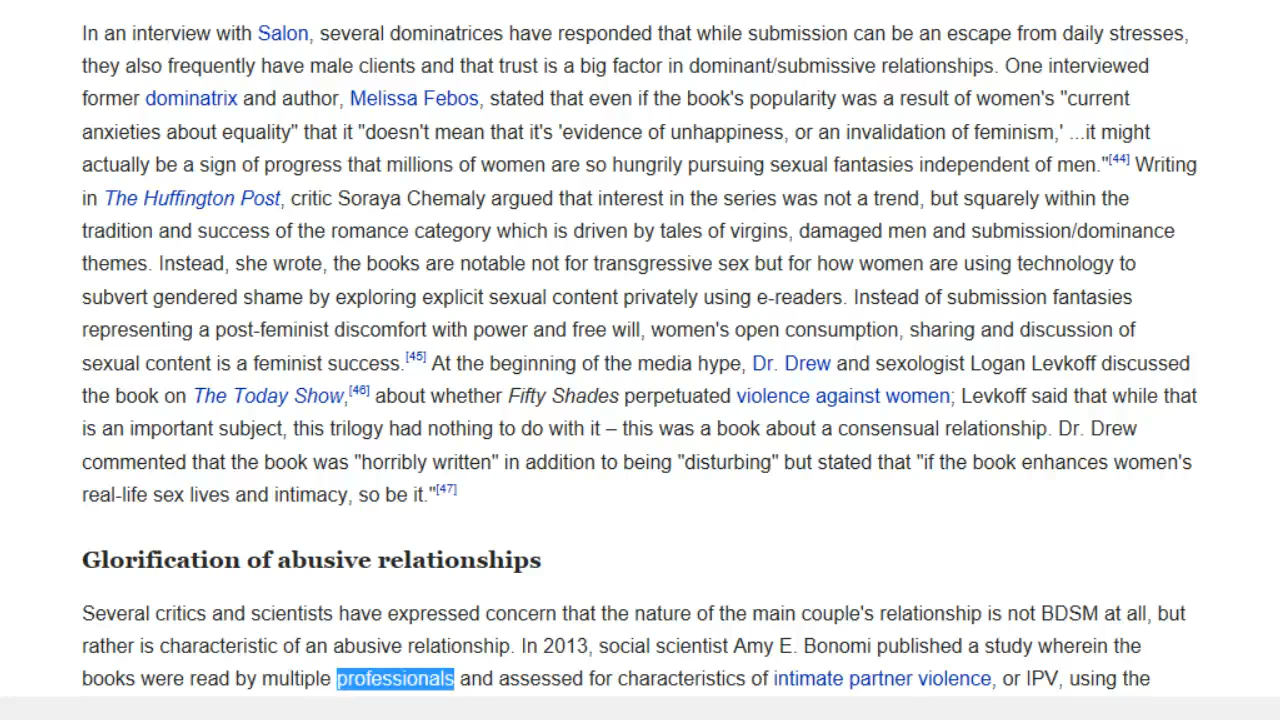 In an interview with Salon, several dominatrices have responded that while submission can be an escape from daily stresses,
they also frequently have male clients and that trust is a big factor in dominant/submissive relationships. One interviewed
former dominatrix and author, Melissa Febos, stated that even if the book's popularity was a result of women's "current
anxieties about equality" that it "doesn't mean that it's 'evidence of unhappiness, or an invalidation of feminism,' ...it might
actually be a sign of progress that millions of women are so hungrily pursuing sexual fantasies independent of men."[44] Writing
in The Huffington Post, critic Soraya Chemaly argued that interest in the series was not a trend, but squarely within the
tradition and success of the romance category which is driven by tales of virgins, damaged men and submission/dominance
themes. Instead, she wrote, the books are notable not for transgressive sex but for how women are using technology to
subvert gendered shame by exploring explicit sexual content privately using e-readers. Instead of submission fantasies
representing a post-feminist discomfort with power and free will, women's open consumption, sharing and discussion of
sexual content is a feminist success.[45] At the beginning of the media hype, Dr. Drew and sexologist Logan Levkoff discussed
the book on The Today Show,[46] about whether Fifty Shades perpetuated violence against women; Levkoff said that while that
is an important subject, this trilogy had nothing to do with it – this was a book about a consensual relationship. Dr. Drew
commented that the book was "horribly written" in addition to being "disturbing" but stated that "if the book enhances women's
real-life sex lives and intimacy, so be it."[47]
Glorification of abusive relationships
Several critics and scientists have expressed concern that the nature of the main couple's relationship is not BDSM at all, but
rather is characteristic of an abusive relationship. In 2013, social scientist Amy E. Bonomi published a study wherein the
books were read by multiple professionals and assessed for characteristics of intimate partner violence, or IPV, using the